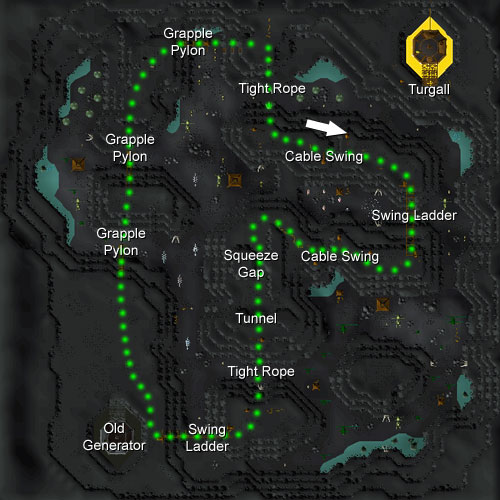 Grapple
Pylon
Turgall
Tight Rope
Grapple
Pylon
Cable Swing
Swing Ladder
Grapple
Pylon
Squeeze
Gap
Cable Swing
Tunnel
Tight Rope
Old
Generator
Swing
Ladder